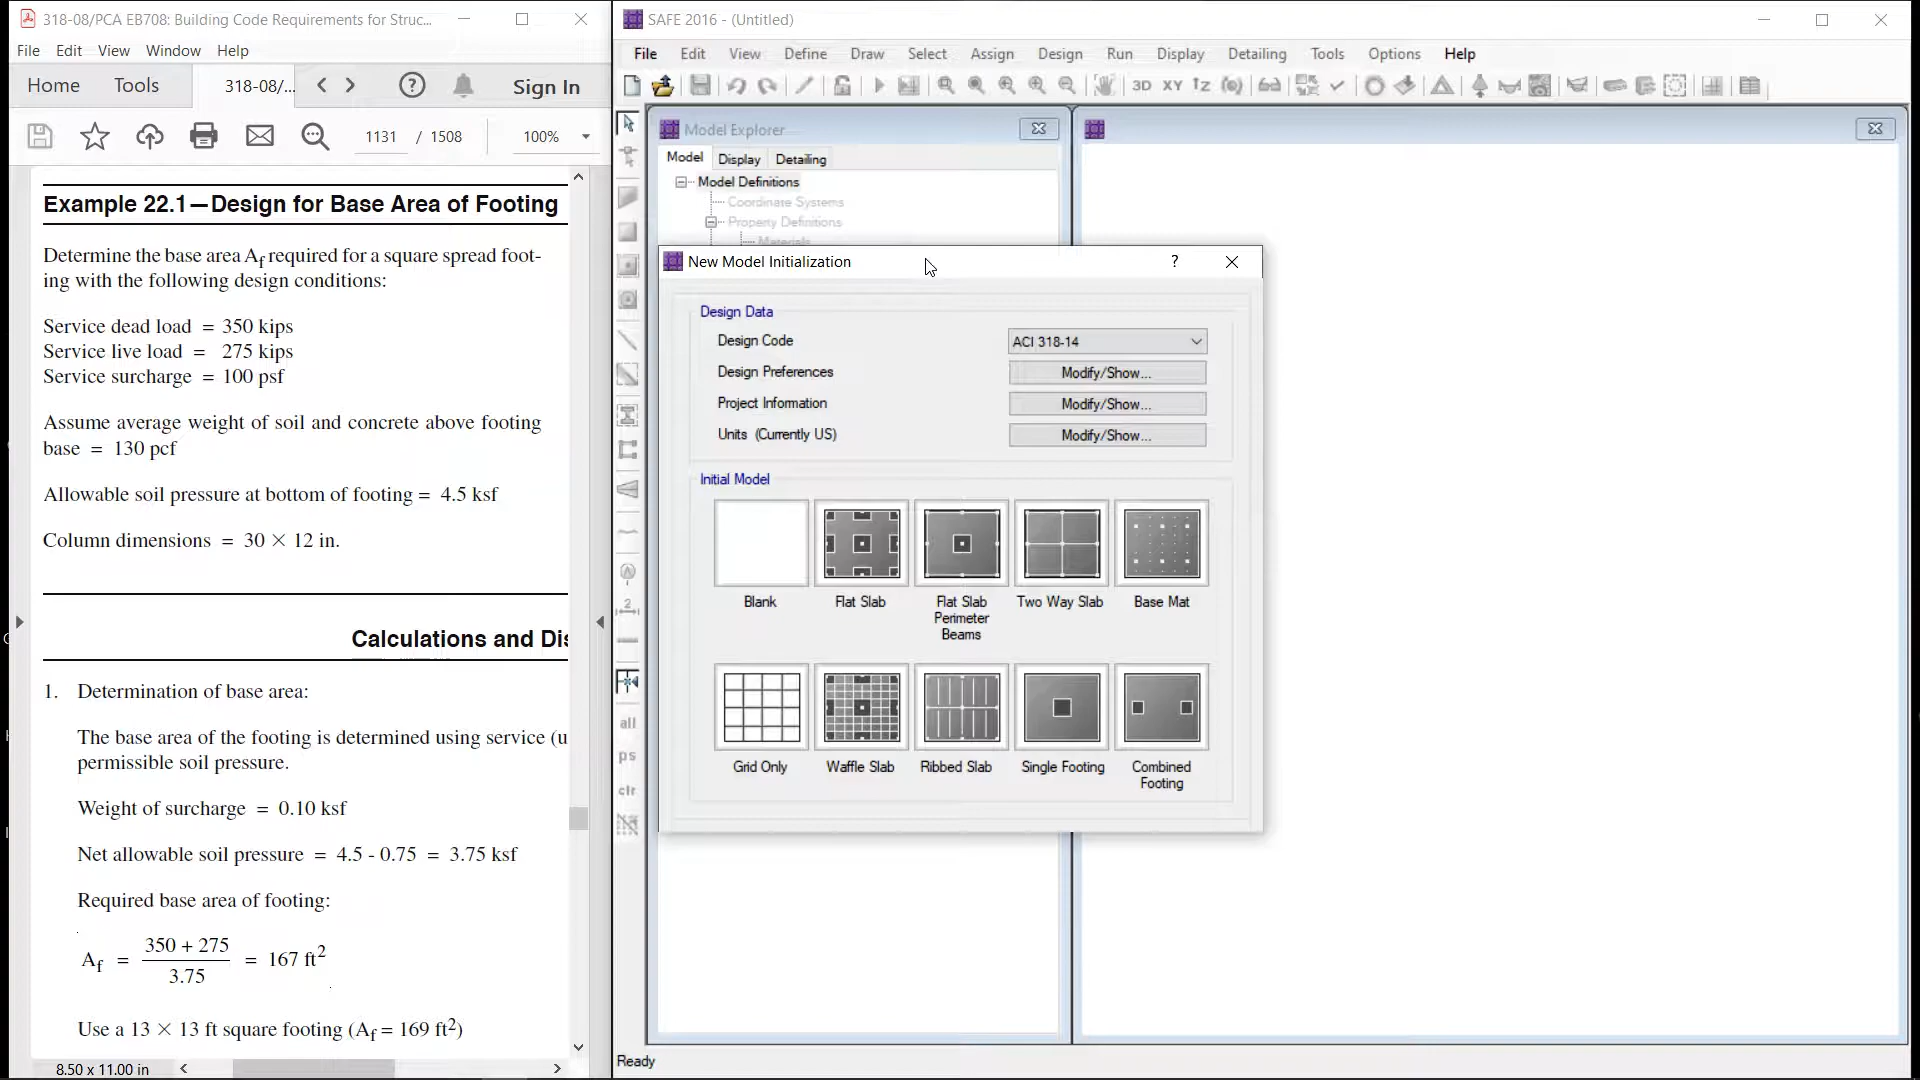 318-08/PCA EB708: Building Code Requirements for Struc...
File Edit View Window Help
Home Tools 318-08/... Sign In
1131 / 1508 100%
Example 22.1—Design for Base Area of Footing
Determine the base area Af required for a square spread foot-
ing with the following design conditions:
Service dead load = 350 kips
Service live load = 275 kips
Service surcharge = 100 psf
Assume average weight of soil and concrete above footing
base = 130 pcf
Allowable soil pressure at bottom of footing = 4.5 ksf
Column dimensions = 30 × 12 in.
Calculations and Dis
1. Determination of base area:
The base area of the footing is determined using service (u
permissible soil pressure.
Weight of surcharge = 0.10 ksf
Net allowable soil pressure = 4.5 - 0.75 = 3.75 ksf
Required base area of footing:
Af = 350 + 275 / 3.75 = 167 ft2
Use a 13 × 13 ft square footing (Af = 169 ft2)
8.50 x 11.00 in
SAFE 2016 - (Untitled)
File Edit View Define Draw Select Assign Design Run Display Detailing Tools Options Help
3D XY
all
ps
clr
Model Explorer
Model Display Detailing
Model Definitions
Coordinate Systems
Property Definitions
Materials
New Model Initialization ?
Design Data
Design Code ACI 318-14
Design Preferences Modify/Show...
Project Information Modify/Show...
Units (Currently US) Modify/Show...
Initial Model
Blank Flat Slab Flat Slab Perimeter Beams Two Way Slab Base Mat
Grid Only Waffle Slab Ribbed Slab Single Footing Combined Footing
Ready